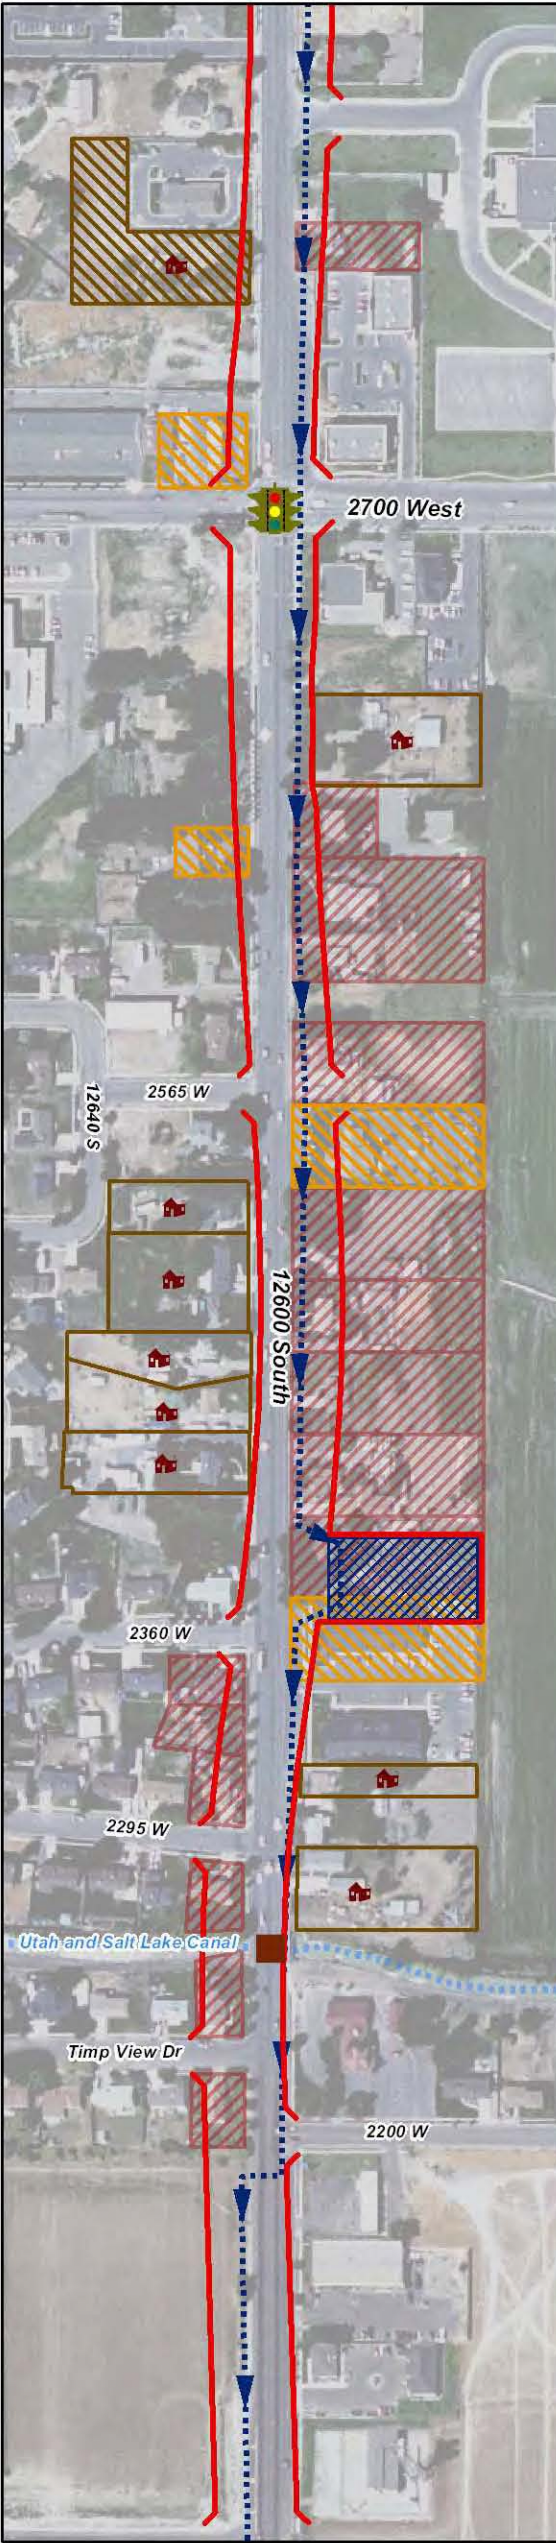 2700 West
2565 W
12640 S
12600 South
2360 W
2295 W
Utah and Salt Lake Canal
Timp View Dr
2200 W